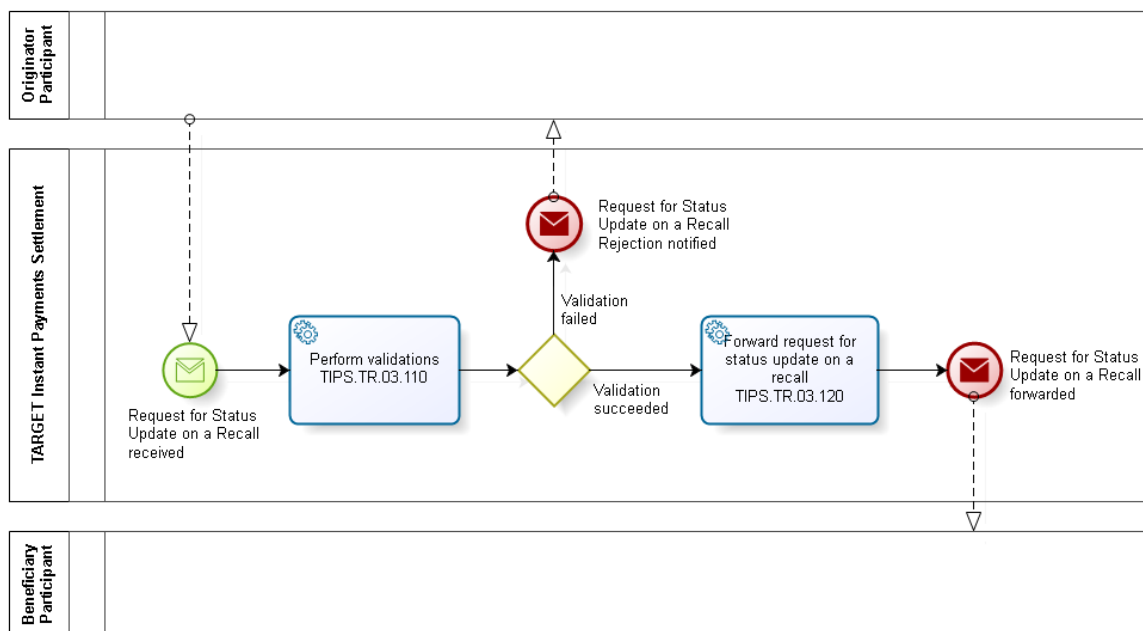 Originator
Participant
TARGET Instant Payments Settlement
Request for Status
Update on a Recall
Rejection notified
Validation
failed
Perform validations
TIPS.TR.03.110
Forward request for
status update on a
recall
TIPS.TR.03.120
Request for Status
Update on a Recall
forwarded
Validation
succeeded
Request for Status
Update on a Recall
received
Beneficiary
Participant